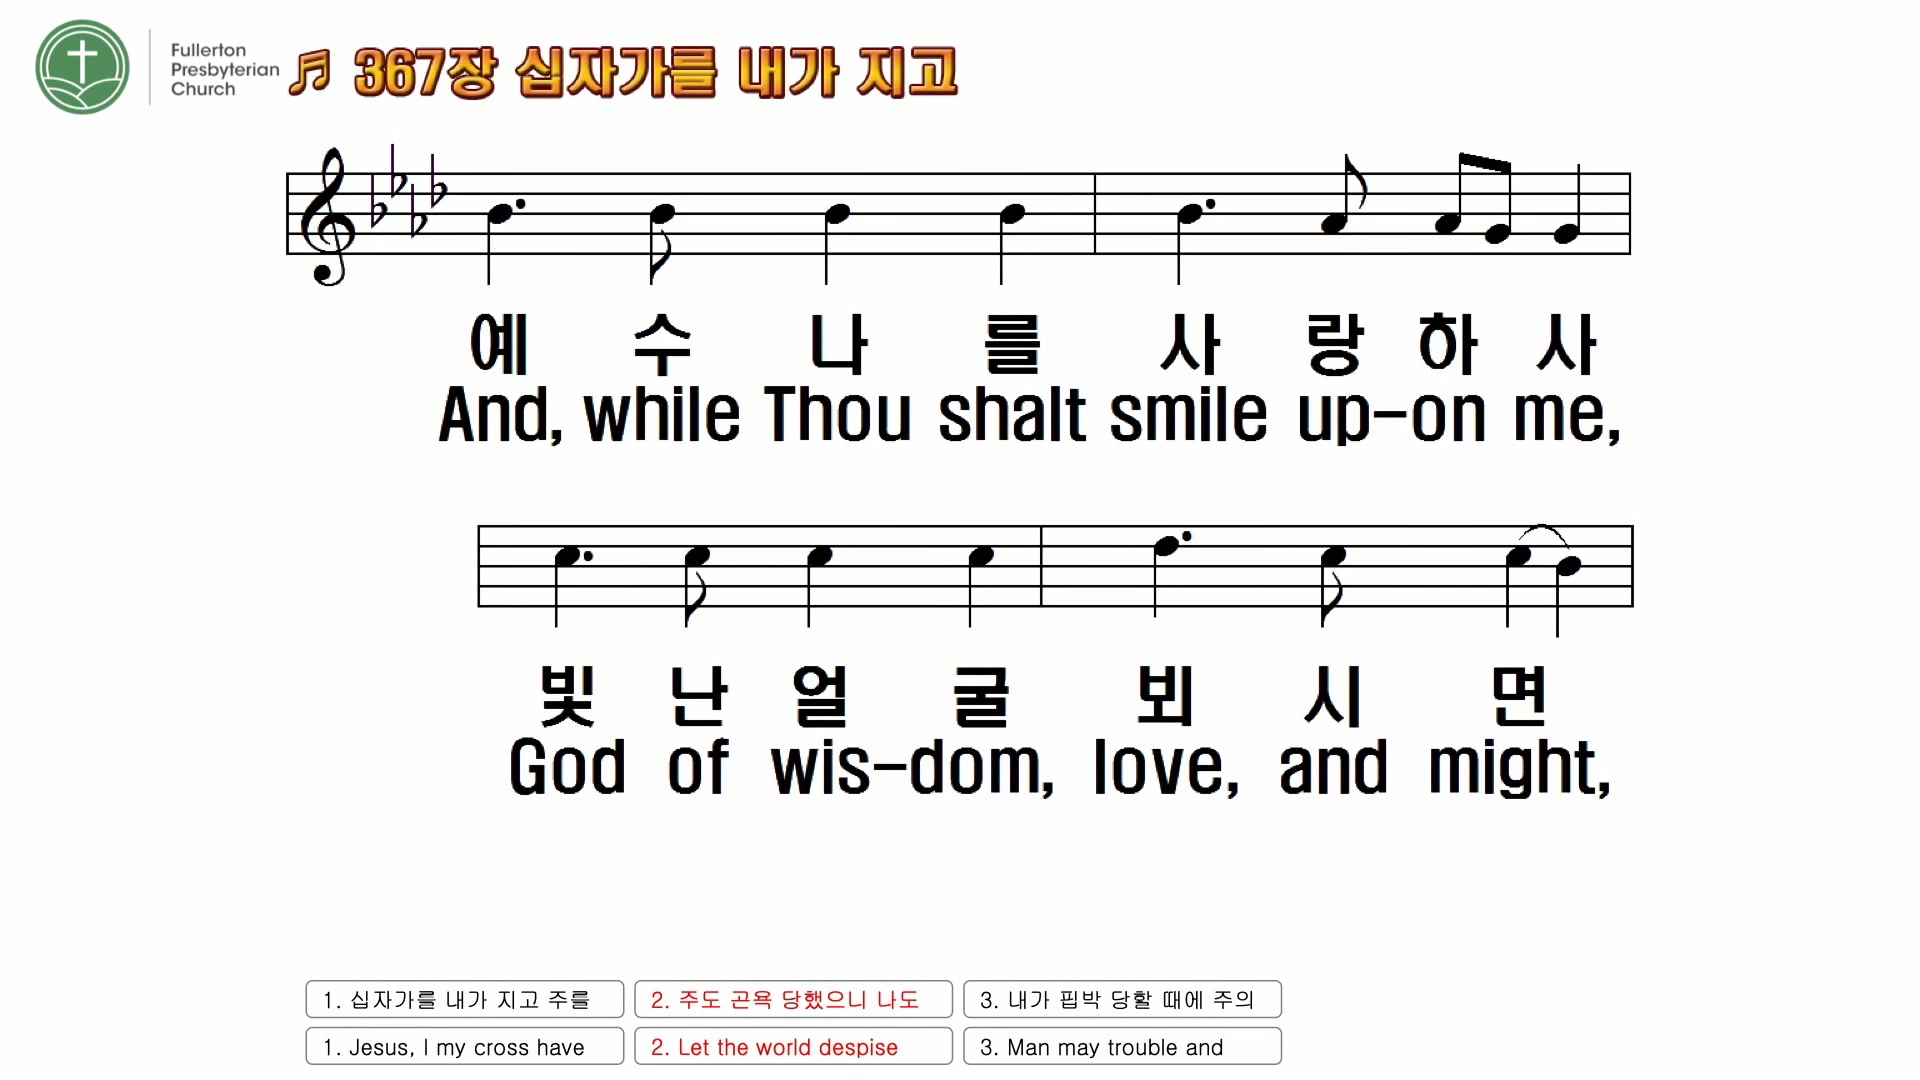 Fullerton
Presbyterian
Church
♬ 367장 십자가를 내가 지고
예 수 나 를 사 랑 하 사
And, while Thou shalt smile up-on me,
빛 난 얼 굴 뵈 시 면
God of wis-dom, love, and might,
1. 십자가를 내가 지고 주를
2. 주도 곤욕 당했으니 나도
3. 내가 핍박 당할 때에 주의
1. Jesus, I my cross have
2. Let the world despise
3. Man may trouble and